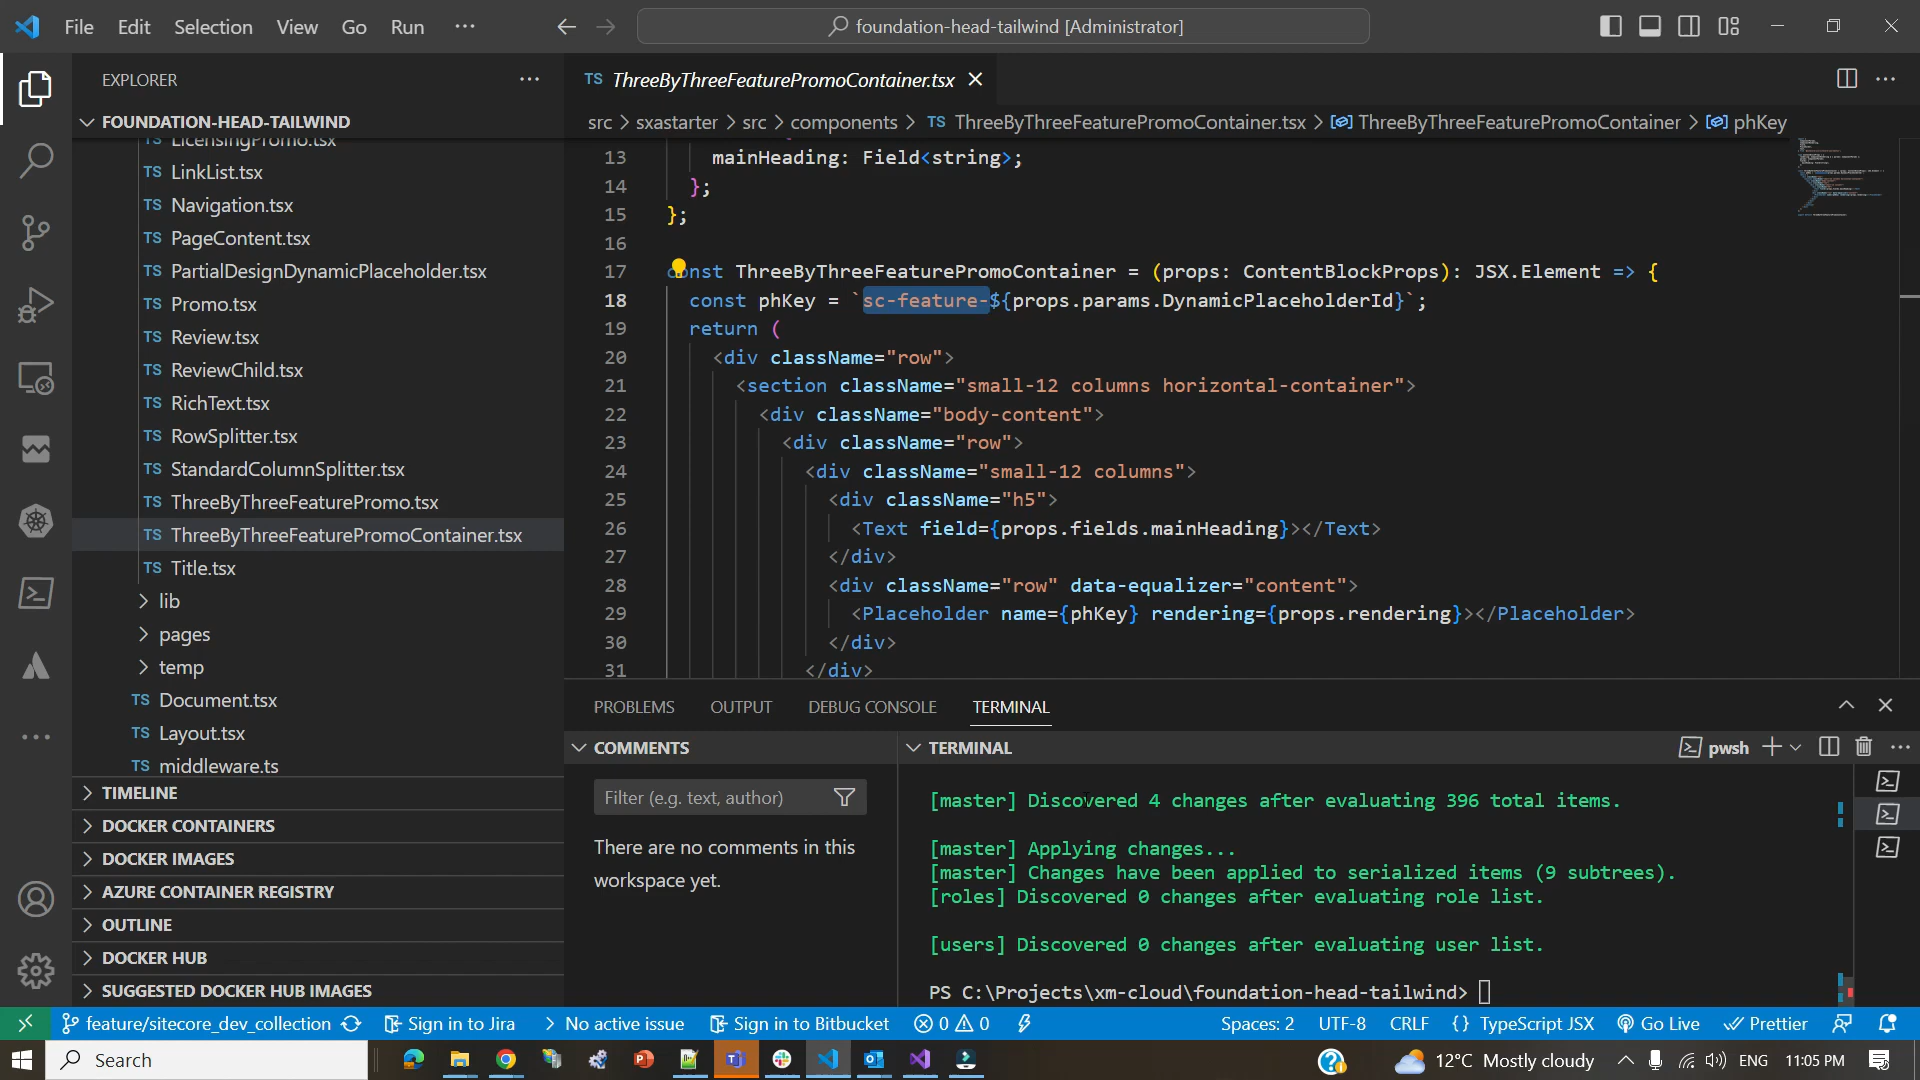 File Edit Selection View Go Run ···
foundation-head-tailwind [Administrator]
EXPLORER
FOUNDATION-HEAD-TAILWIND
LicensingPromo.tsx
TS LinkList.tsx
TS Navigation.tsx
TS PageContent.tsx
TS PartialDesignDynamicPlaceholder.tsx
TS Promo.tsx
TS Review.tsx
TS ReviewChild.tsx
TS RichText.tsx
TS RowSplitter.tsx
TS StandardColumnSplitter.tsx
TS ThreeByThreeFeaturePromo.tsx
TS ThreeByThreeFeaturePromoContainer.tsx
TS Title.tsx
lib
pages
temp
TS Document.tsx
TS Layout.tsx
middleware.ts
TIMELINE
DOCKER CONTAINERS
DOCKER IMAGES
AZURE CONTAINER REGISTRY
OUTLINE
DOCKER HUB
SUGGESTED DOCKER HUB IMAGES
TS ThreeByThreeFeaturePromoContainer.tsx
src > sxastarter > src > components > TS ThreeByThreeFeaturePromoContainer.tsx > ThreeByThreeFeaturePromoContainer > phKey
13 mainHeading: Field<string>;
14 };
15 };
16
17 const ThreeByThreeFeaturePromoContainer = (props: ContentBlockProps): JSX.Element => {
18 const phKey = `sc-feature-${props.params.DynamicPlaceholderId}`;
19 return (
20 <div className="row">
21 <section className="small-12 columns horizontal-container">
22 <div className="body-content">
23 <div className="row">
24 <div className="small-12 columns">
25 <div className="h5">
26 <Text field={props.fields.mainHeading}></Text>
27 </div>
28 <div className="row" data-equalizer="content">
29 <Placeholder name={phKey} rendering={props.rendering}></Placeholder>
30 </div>
31 </div>
PROBLEMS OUTPUT DEBUG CONSOLE TERMINAL
COMMENTS
Filter (e.g. text, author)
There are no comments in this
workspace yet.
TERMINAL
pwsh
[master] Discovered 4 changes after evaluating 396 total items.
[master] Applying changes...
[master] Changes have been applied to serialized items (9 subtrees).
[roles] Discovered 0 changes after evaluating role list.
[users] Discovered 0 changes after evaluating user list.
PS C:\Projects\xm-cloud\foundation-head-tailwind>
feature/sitecore_dev_collection Sign in to Jira No active issue Sign in to Bitbucket 0 0 Spaces: 2 UTF-8 CRLF {} TypeScript JSX Go Live Prettier
Search 12°C Mostly cloudy ENG 11:05 PM